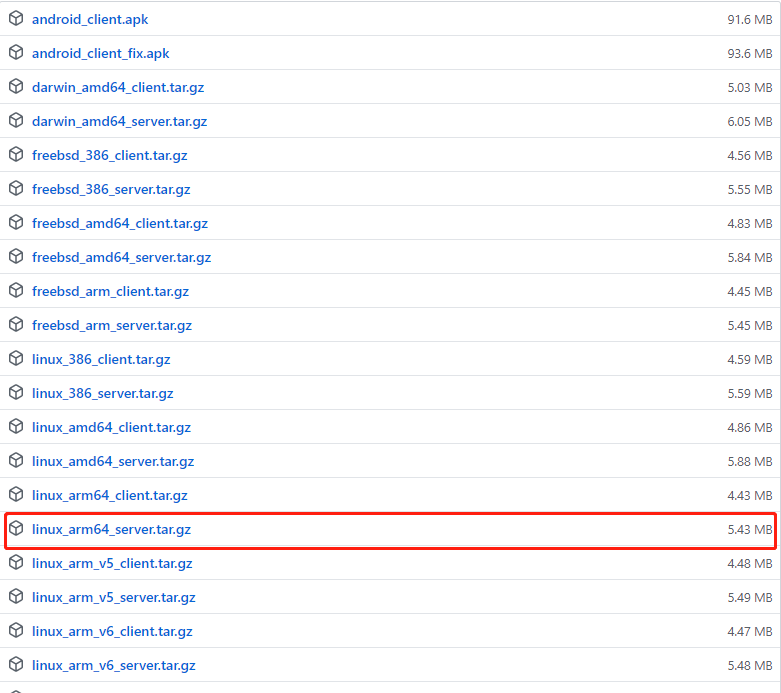 android_client.apk 91.6 MB
android_client_fix.apk 93.6 MB
darwin_amd64_client.tar.gz 5.03 MB
darwin_amd64_server.tar.gz 6.05 MB
freebsd_386_client.tar.gz 4.56 MB
freebsd_386_server.tar.gz 5.55 MB
freebsd_amd64_client.tar.gz 4.83 MB
freebsd_amd64_server.tar.gz 5.84 MB
freebsd_arm_client.tar.gz 4.45 MB
freebsd_arm_server.tar.gz 5.45 MB
linux_386_client.tar.gz 4.59 MB
linux_386_server.tar.gz 5.59 MB
linux_amd64_client.tar.gz 4.86 MB
linux_amd64_server.tar.gz 5.88 MB
linux_arm64_client.tar.gz 4.43 MB
linux_arm64_server.tar.gz 5.43 MB
linux_arm_v5_client.tar.gz 4.48 MB
linux_arm_v5_server.tar.gz 5.49 MB
linux_arm_v6_client.tar.gz 4.47 MB
linux_arm_v6_server.tar.gz 5.48 MB